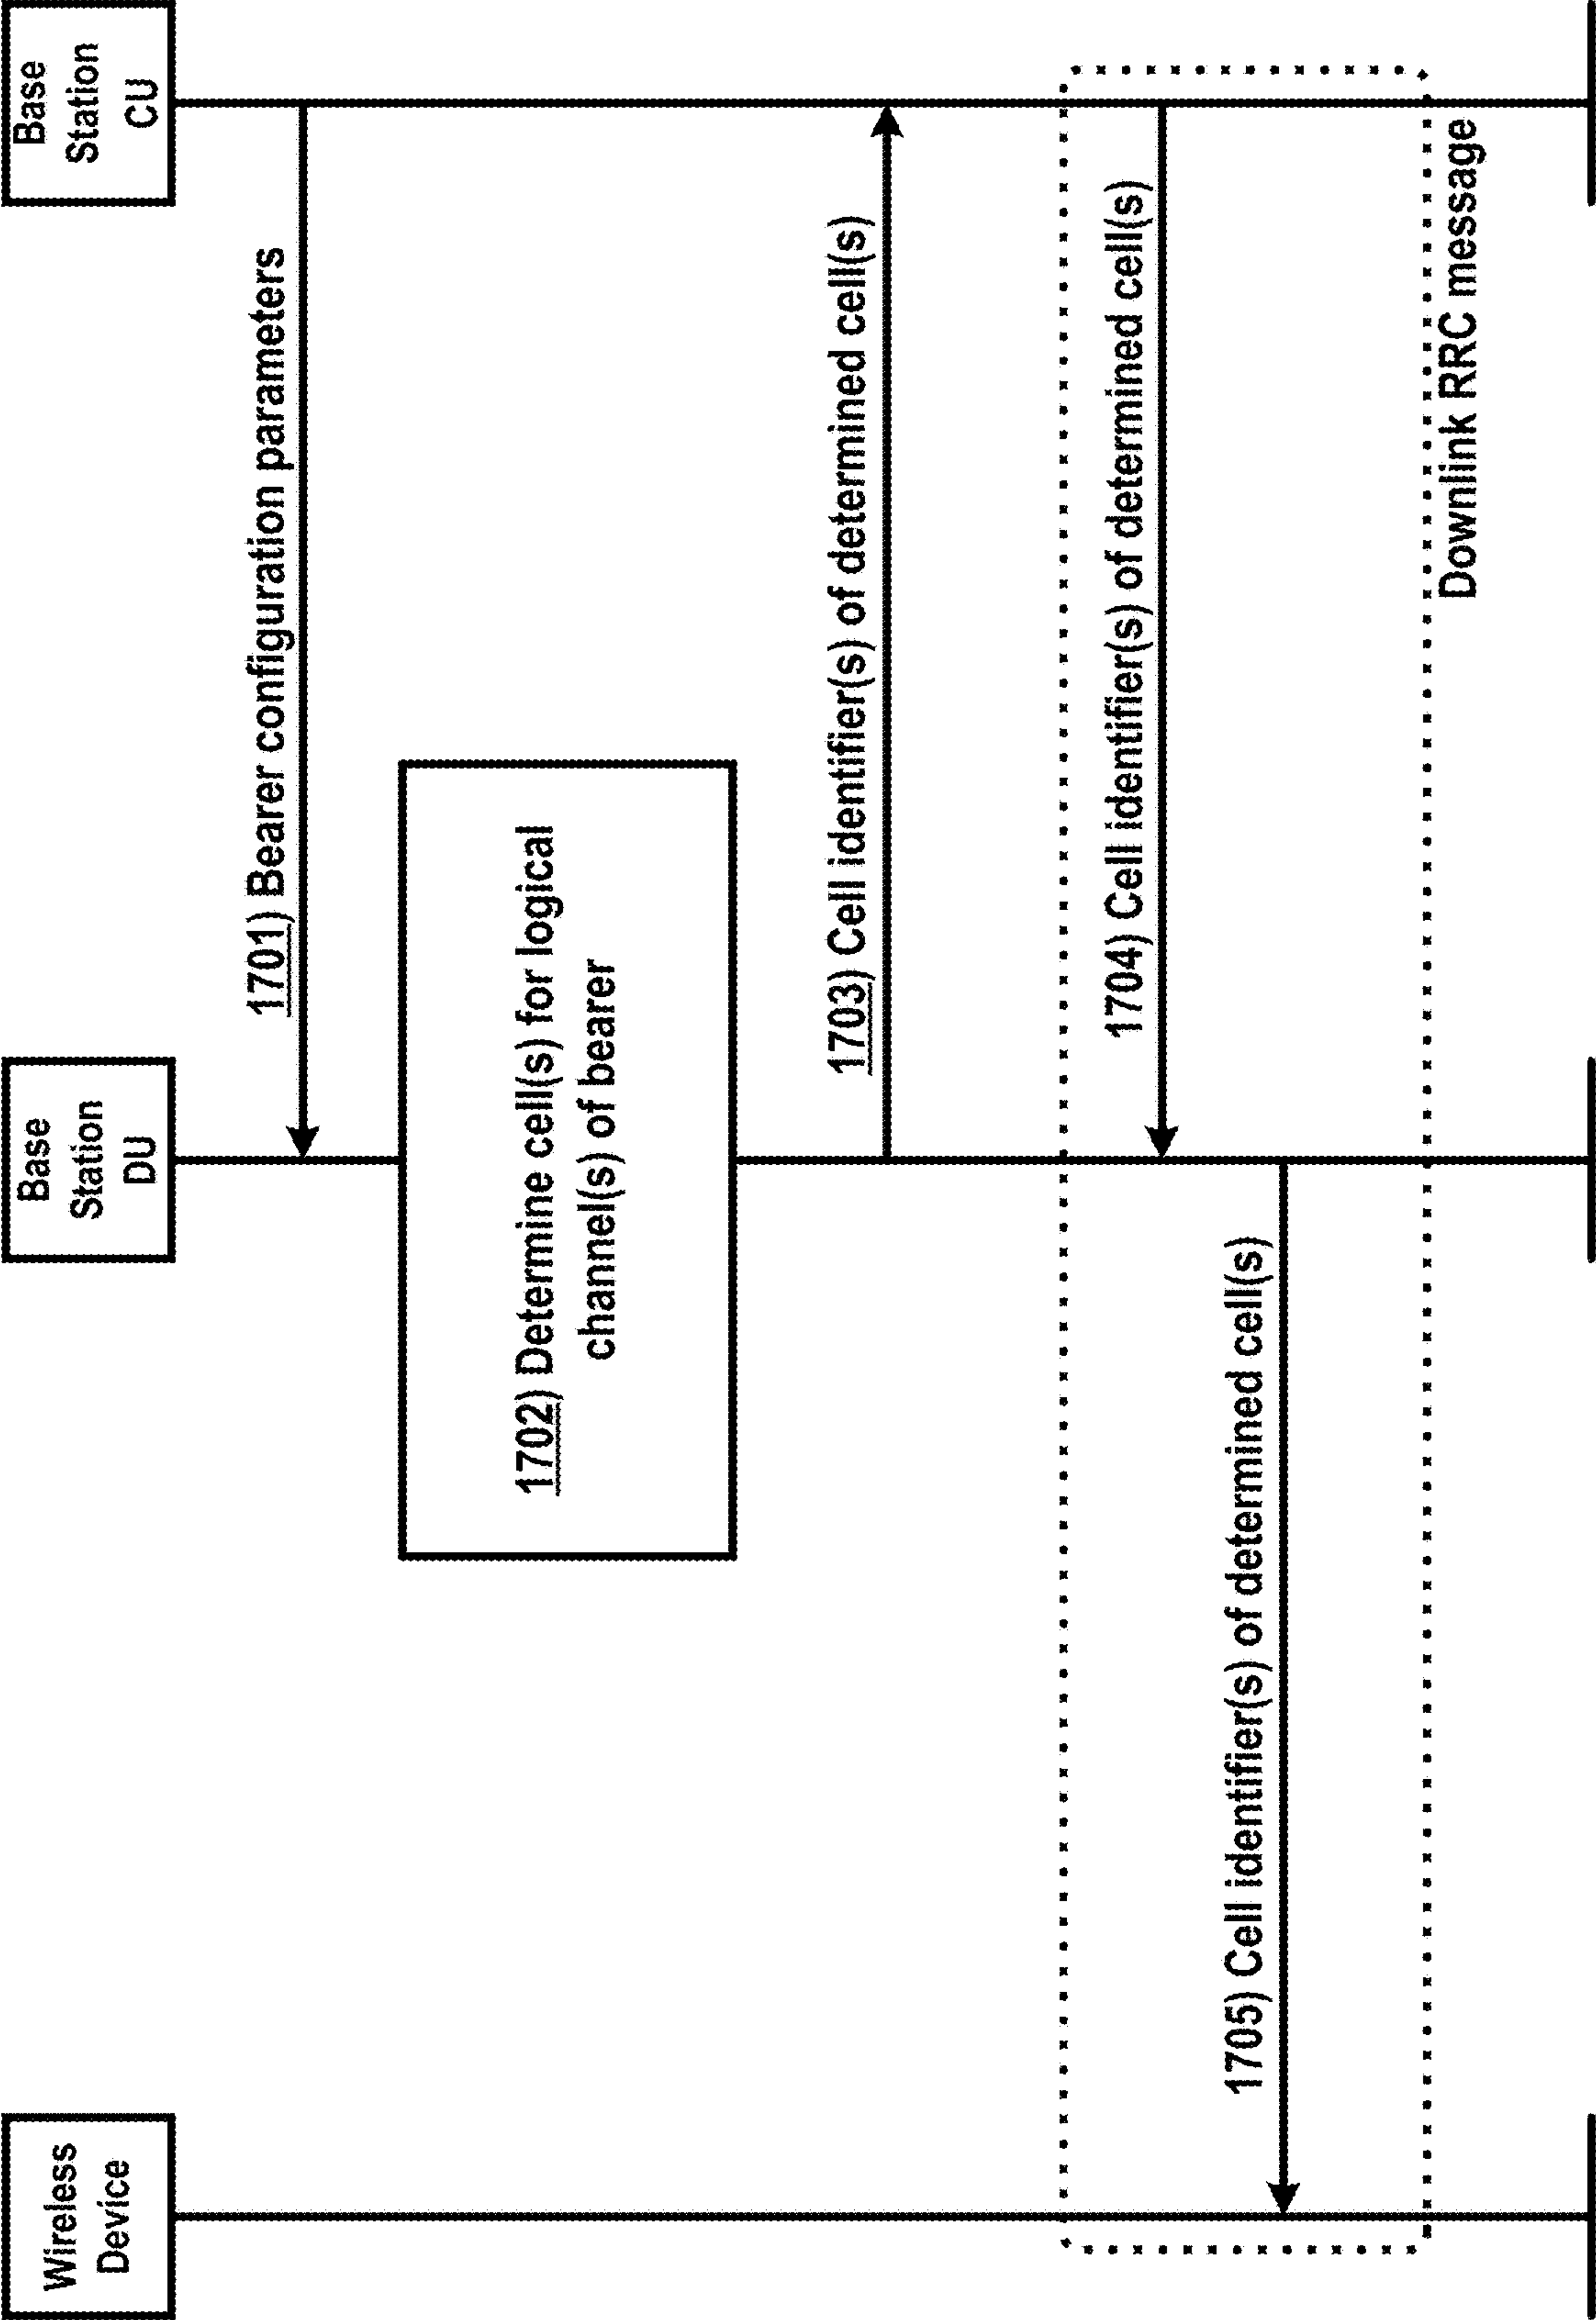 Wireless
Device
Base
Station
DU
Base
Station
CU
1701) Bearer configuration parameters
1702) Determine cell(s) for logical
channel(s) of bearer
1703) Cell identifier(s) of determined cell(s)
1704) Cell identifier(s) of determined cell(s)
1705) Cell identifier(s) of determined cell(s)
Downlink RRC message